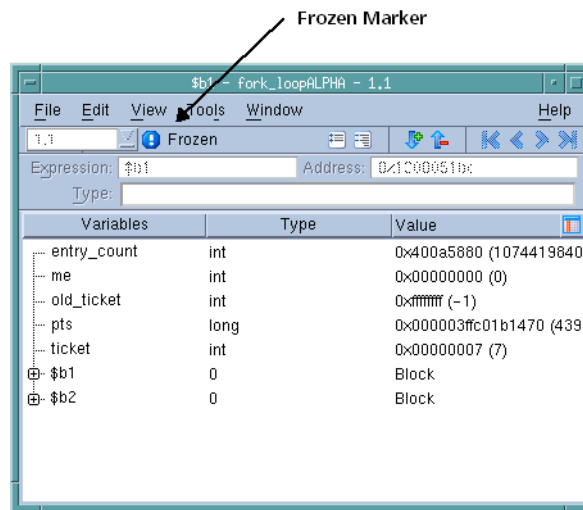 Frozen Marker
$b1 - fork_loopALPHA - 1.1
File Edit View Tools Window Help
1.1 Frozen
Expression: $b1 Address: 0x1200051bc
Type:
Variables Type Value
entry_count int 0x400a5880 (1074419840
me int 0x00000000 (0)
old_ticket int 0xffffffff (-1)
pts long 0x000003ffc01b1470 (439
ticket int 0x00000007 (7)
$b1 0 Block
$b2 0 Block